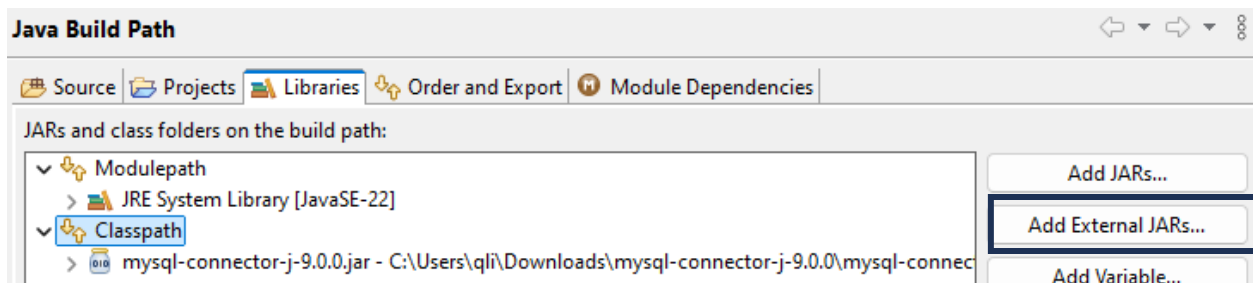 Java Build Path
Source Projects Libraries Order and Export Module Dependencies
JARs and class folders on the build path:
Modulepath
Add JARs...
JRE System Library [JavaSE-22]
Classpath
Add External JARs...
mysql-connector-j-9.0.0.jar - C:\Users\qli\Downloads\mysql-connector-j-9.0.0\mysql-connec
Add Variable...